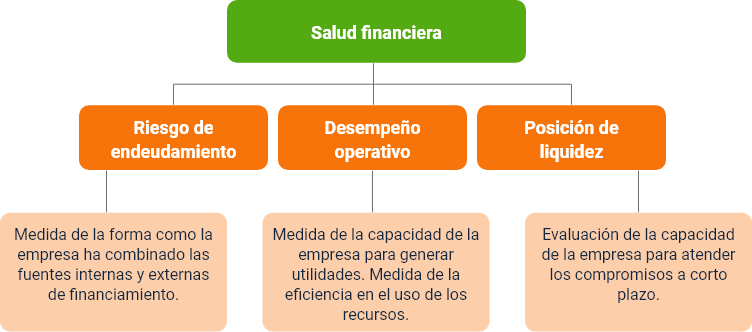 Salud financiera
Riesgo de
endeudamiento
Desempeño
operativo
Posición de
liquidez
Medida de la forma como la
empresa ha combinado las
fuentes internas y externas
de financiamiento.
Medida de la capacidad de la
empresa para generar
utilidades. Medida de la
eficiencia en el uso de los
recursos.
Evaluación de la capacidad
de la empresa para atender
los compromisos a corto
plazo.